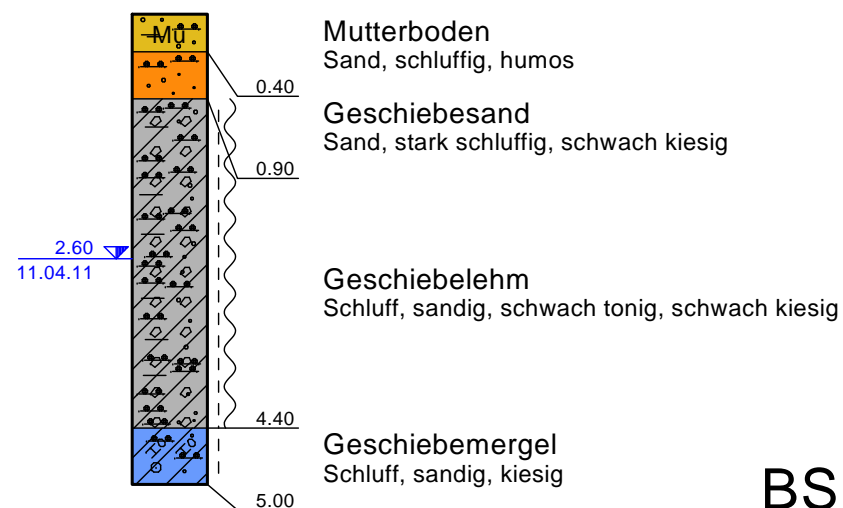 Mu
Mutterboden
Sand, schluffig, humos
0.40
Geschiebesand
Sand, stark schluffig, schwach kiesig
0.90
2.60
11.04.11
Geschiebelehm
Schluff, sandig, schwach tonig, schwach kiesig
4.40
Geschiebemergel
Schluff, sandig, kiesig
5.00
BS